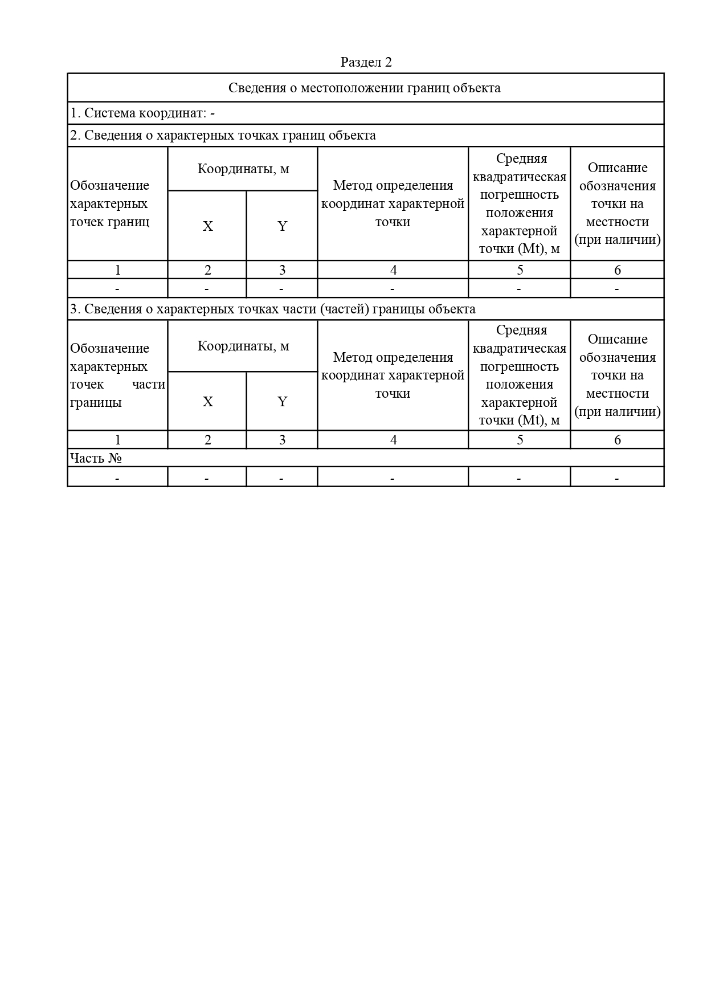 Раздел 2
Сведения о местоположении границ объекта
1. Система координат: -
2. Сведения о характерных точках границ объекта
Обозначение
характерных
точек границ
Координаты, м
X
Y
Метод определения
координат характерной
точки
Средняя
квадратическая
погрешность
положения
характерной
точки (Mt), м
Описание
обозначения
точки на
местности
(при наличии)
1 2 3 4 5 6
- - - - - -
3. Сведения о характерных точках части (частей) границы объекта
Обозначение
характерных
точек части
границы
Координаты, м
X
Y
Метод определения
координат характерной
точки
Средняя
квадратическая
погрешность
положения
характерной
точки (Mt), м
Описание
обозначения
точки на
местности
(при наличии)
1 2 3 4 5 6
Часть №
- - - - - -